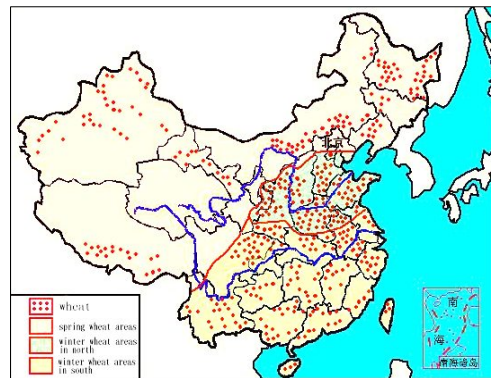 北京
wheat
spring wheat areas
winter wheat areas
in north
winter wheat areas
in south
南
海
南海诸岛